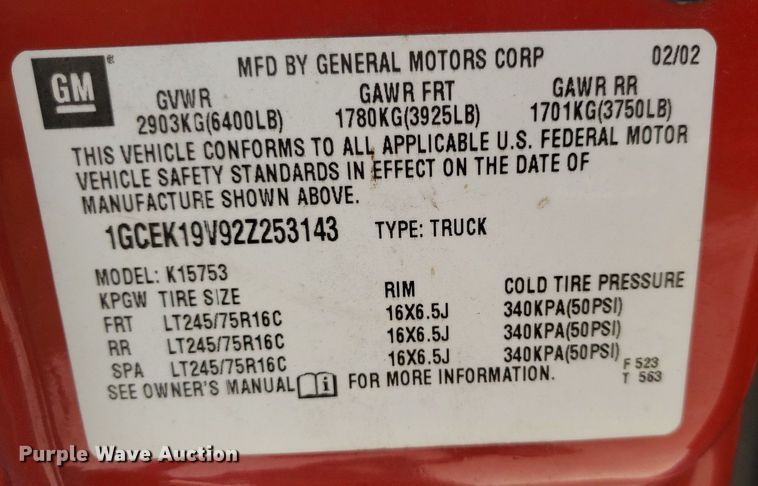 GM®
MFD BY GENERAL MOTORS CORP 02/02
GVWR GAWR FRT GAWR RR
2903KG(6400LB) 1780KG(3925LB) 1701KG(3750LB)
THIS VEHICLE CONFORMS TO ALL APPLICABLE U.S. FEDERAL MOTOR
VEHICLE SAFETY STANDARDS IN EFFECT ON THE DATE OF
MANUFACTURE SHOWN ABOVE.
1GCEK19V92Z253143 TYPE: TRUCK
MODEL: K15753
KPGW TIRE SIZE RIM COLD TIRE PRESSURE
FRT LT245/75R16C 16X6.5J 340KPA(50PSI)
RR LT245/75R16C 16X6.5J 340KPA(50PSI)
SPA LT245/75R16C 16X6.5J 340KPA(50PSI) F 523
SEE OWNER'S MANUAL i FOR MORE INFORMATION. T 563
Purple Wave Auction